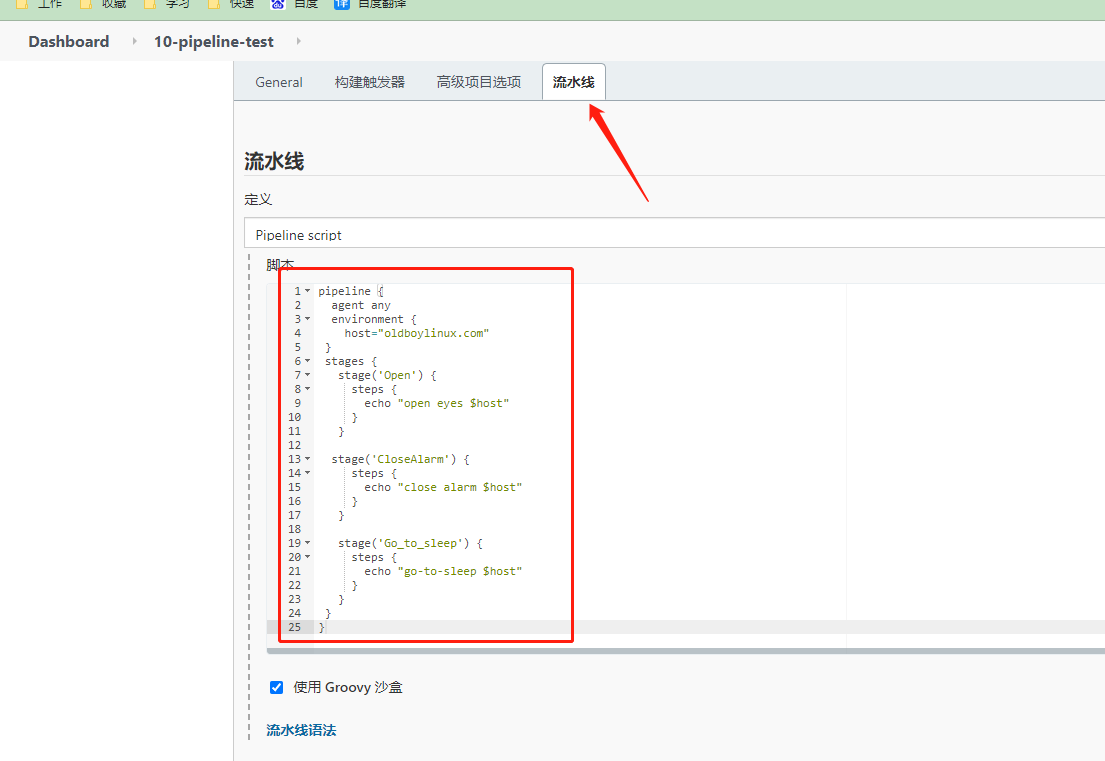 工作 收藏 学习 快速 百度 译 百度翻译
Dashboard 10-pipeline-test
General 构建触发器 高级项目选项 流水线
流水线
定义
Pipeline script
脚本
1 pipeline {
2 agent any
3 environment {
4 host="oldboylinux.com"
5 }
6 stages {
7 stage('Open') {
8 steps {
9 echo "open eyes $host"
10 }
11 }
12
13 stage('CloseAlarm') {
14 steps {
15 echo "close alarm $host"
16 }
17 }
18
19 stage('Go_to_sleep') {
20 steps {
21 echo "go-to-sleep $host"
22 }
23 }
24 }
25 }
使用 Groovy 沙盒
流水线语法